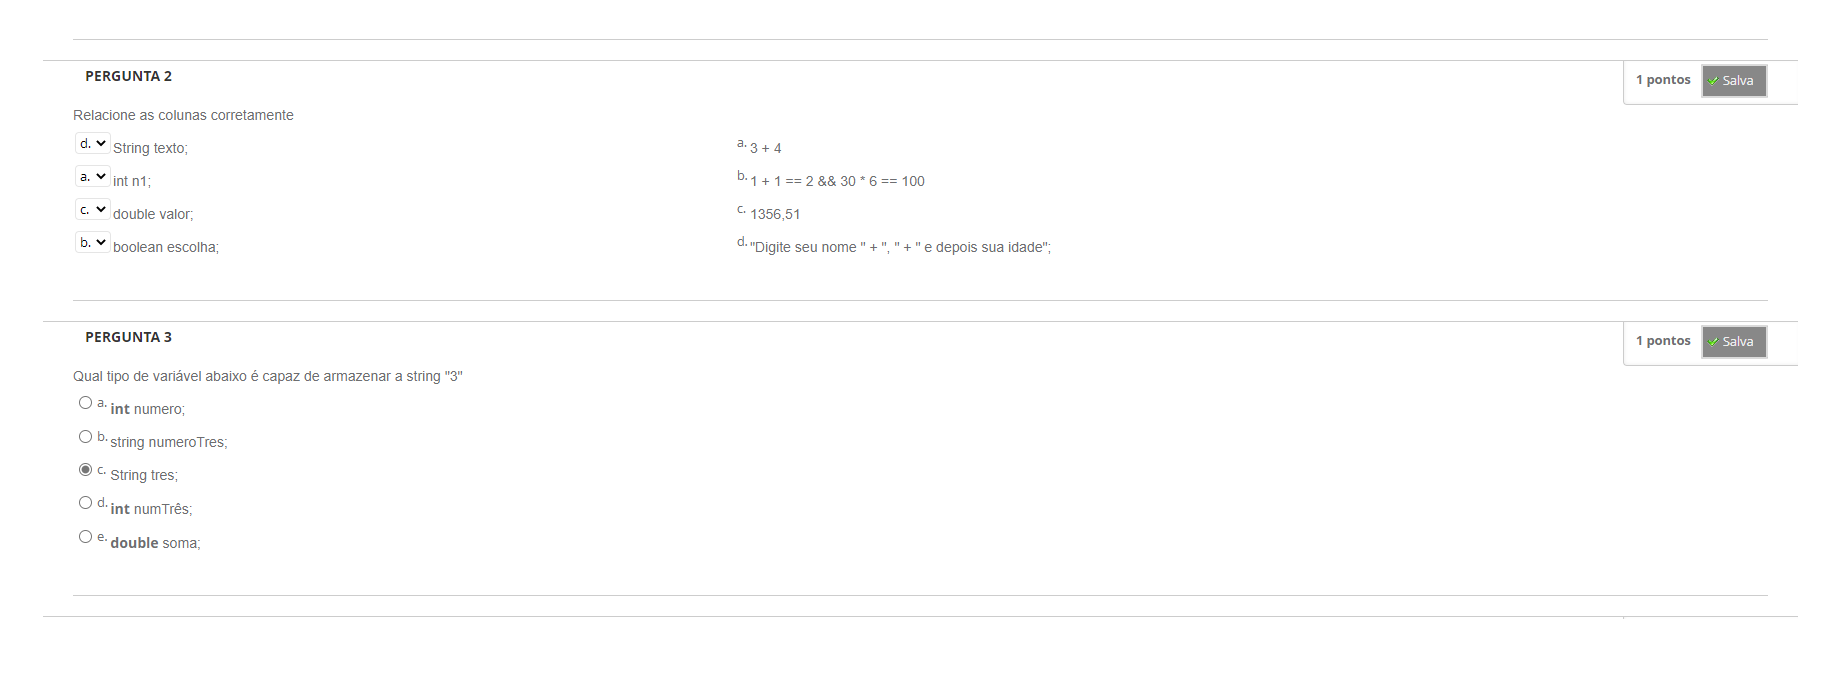 PERGUNTA 2
1 pontos Salva
Relacione as colunas corretamente
d. String texto; a. 3 + 4
a. int n1; b. 1 + 1 == 2 && 30 * 6 == 100
c. double valor; c. 1356,51
b. boolean escolha; d. "Digite seu nome " + ", " + " e depois sua idade";
PERGUNTA 3
1 pontos Salva
Qual tipo de variável abaixo é capaz de armazenar a string "3"
a. int numero;
b. string numeroTres;
c. String tres;
d. int numTrês;
e. double soma;